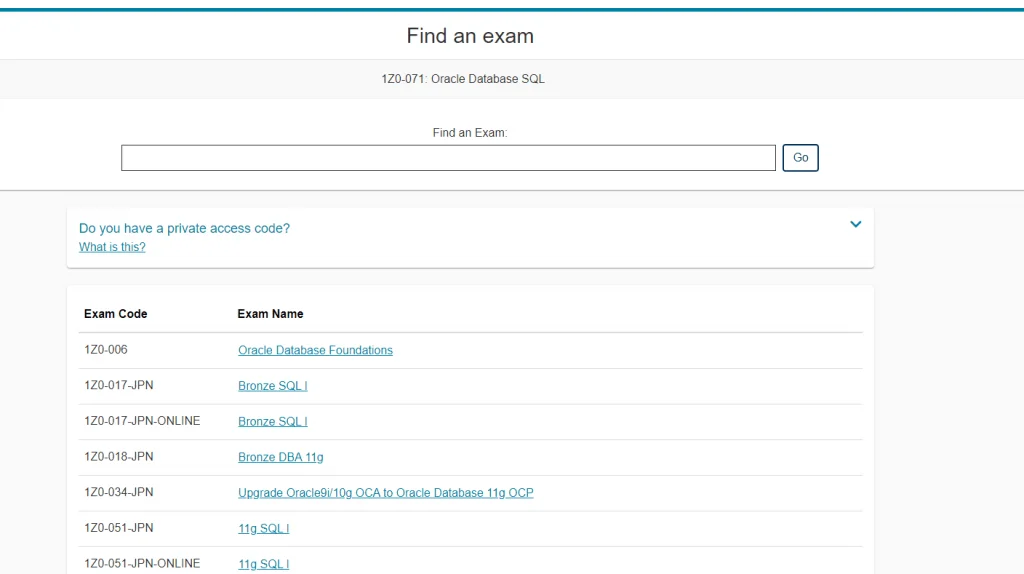 Find an exam
1Z0-071: Oracle Database SQL
Find an Exam:
Go
Do you have a private access code?
What is this?
Exam Code Exam Name
1Z0-006 Oracle Database Foundations
1Z0-017-JPN Bronze SQL I
1Z0-017-JPN-ONLINE Bronze SQL I
1Z0-018-JPN Bronze DBA 11g
1Z0-034-JPN Upgrade Oracle9i/10g OCA to Oracle Database 11g OCP
1Z0-051-JPN 11g SQL I
1Z0-051-JPN-ONLINE 11g SQL I